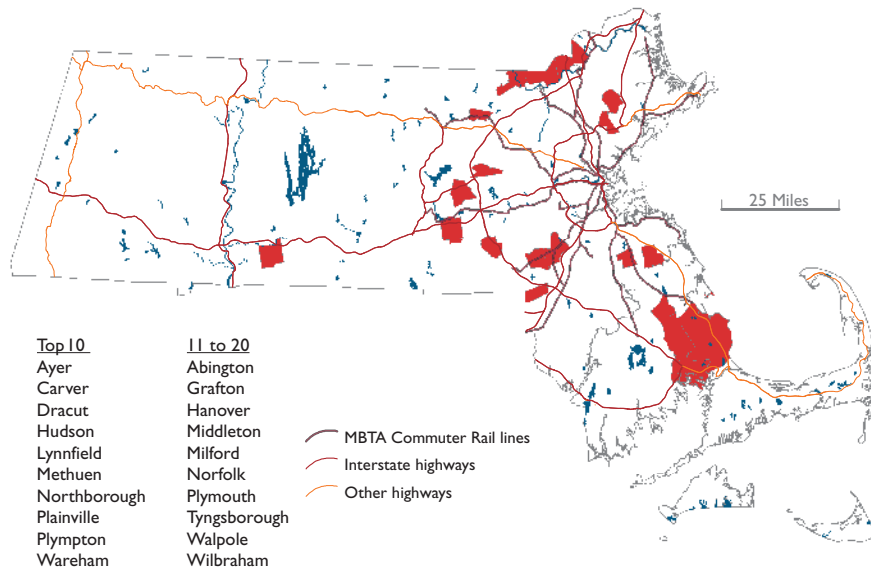 25 Miles
Top 10
Ayer
Carver
Dracut
Hudson
Lynnfield
Methuen
Northborough
Plainville
Plympton
Wareham
11 to 20
Abington
Grafton
Hanover
Middleton
Milford
Norfolk
Plymouth
Tyngsborough
Walpole
Wilbraham
MBTA Commuter Rail lines
Interstate highways
Other highways